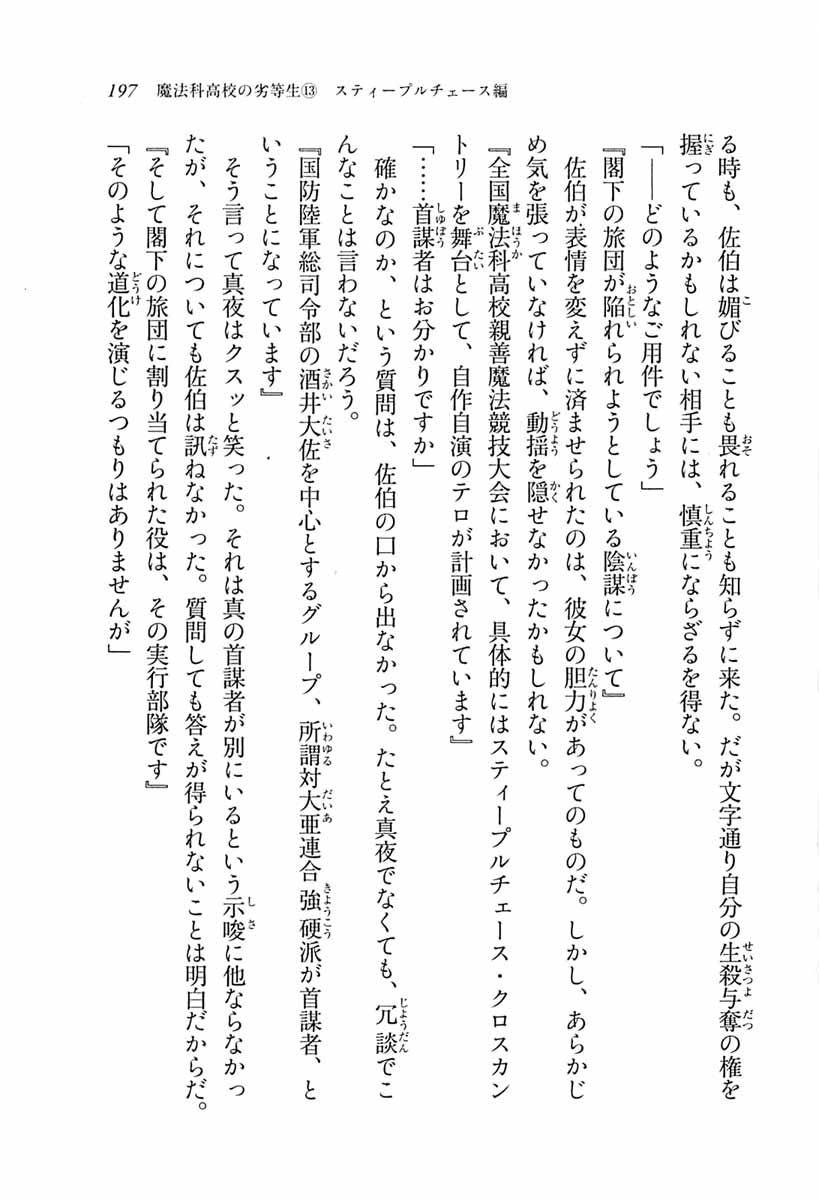 197　魔法科高校の劣等生⑬　スティープルチェース編
る時も、佐伯は媚びることも畏れることも知らずに来た。だが文字通り自分の生殺与奪の権を
握っているかもしれない相手には、慎重にならざるを得ない。
「――どのようなご用件でしょう」
『閣下の旅団が陥れられようとしている陰謀について』
　佐伯が表情を変えずに済ませられたのは、彼女の胆力があってのものだ。しかし、あらかじ
め気を張っていなければ、動揺を隠せなかったかもしれない。
『全国魔法科高校親善魔法競技大会において、具体的にはスティープルチェース・クロスカン
トリーを舞台として、自作自演のテロが計画されています』
「……首謀者はお分かりですか」
　確かなのか、という質問は、佐伯の口から出なかった。たとえ真夜でなくても、冗談でこ
んなことは言わないだろう。
『国防陸軍総司令部の酒井大佐を中心とするグループ、所謂対大亜連合強硬派が首謀者、と
いうことになっています』
　そう言って真夜はクスッと笑った。それは真の首謀者が別にいるという示唆に他ならなかっ
たが、それについても佐伯は訊ねなかった。質問しても答えが得られないことは明白だからだ。
『そして閣下の旅団に割り当てられた役は、その実行部隊です』
「そのような道化を演じるつもりはありませんが」